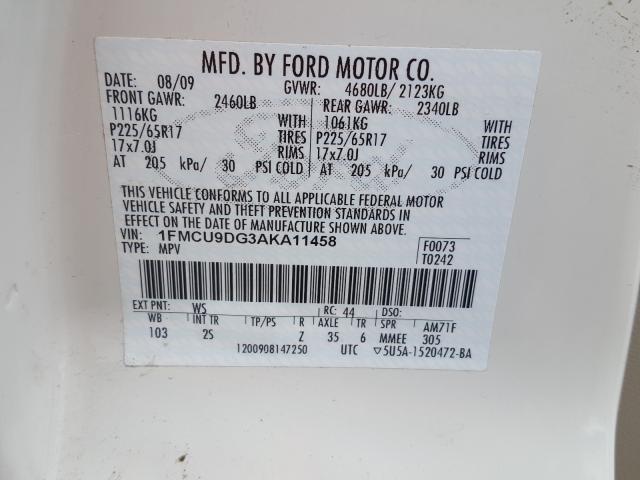 MFD. BY FORD MOTOR CO.
DATE: 08/09 GVWR: 4680LB/ 2123KG
FRONT GAWR: 2460LB REAR GAWR: 2340LB
1116KG WITH 1061KG WITH
P225/65R17 TIRES P225/65R17 TIRES
17x7.0J RIMS 17x7.0J RIMS
AT 205 kPa/ 30 PSI COLD AT 205 kPa/ 30 PSI COLD
THIS VEHICLE CONFORMS TO ALL APPLICABLE FEDERAL MOTOR
VEHICLE SAFETY AND THEFT PREVENTION STANDARDS IN
EFFECT ON THE DATE OF MANUFACTURE SHOWN ABOVE.
VIN: 1FMCU9DG3AKA11458 F0073
TYPE: MPV T0242
EXT PNT: WS RC: 44 DSO:
WB INT TR TP/PS R AXLE TR SPR AM71F
103 2S Z 35 6 MMEE 305
1200908147250 UTC ▽5U5A-1520472-BA